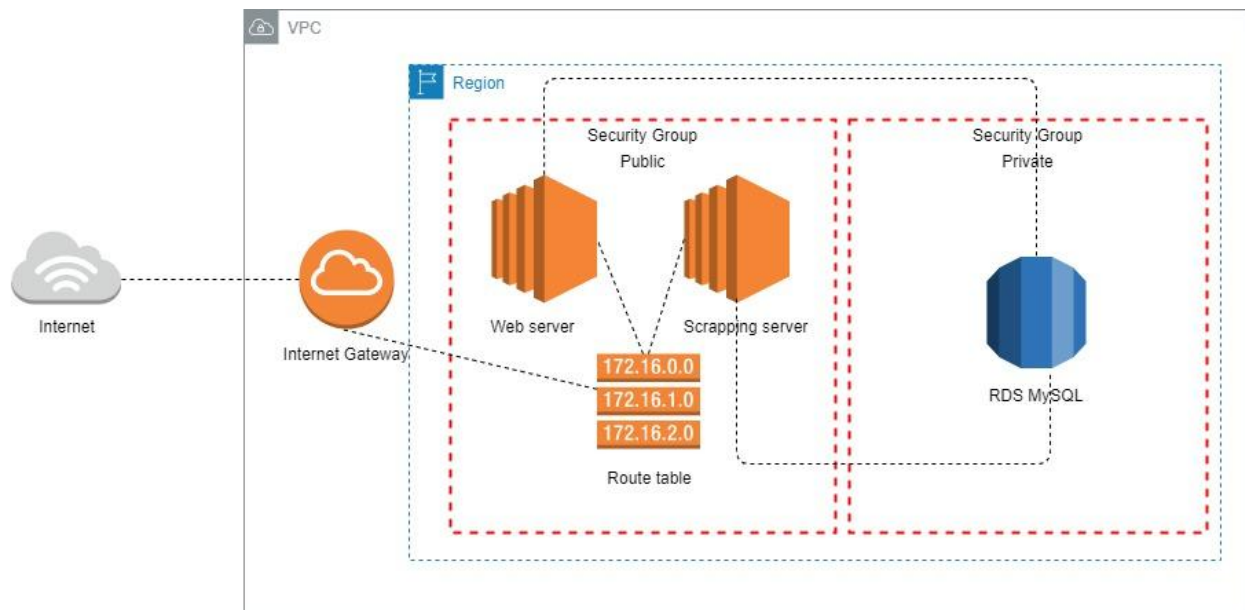 VPC
Region
Security Group
Public
Security Group
Private
Internet
Internet Gateway
Web server
Scrapping server
172.16.0.0
172.16.1.0
172.16.2.0
Route table
RDS MySQL